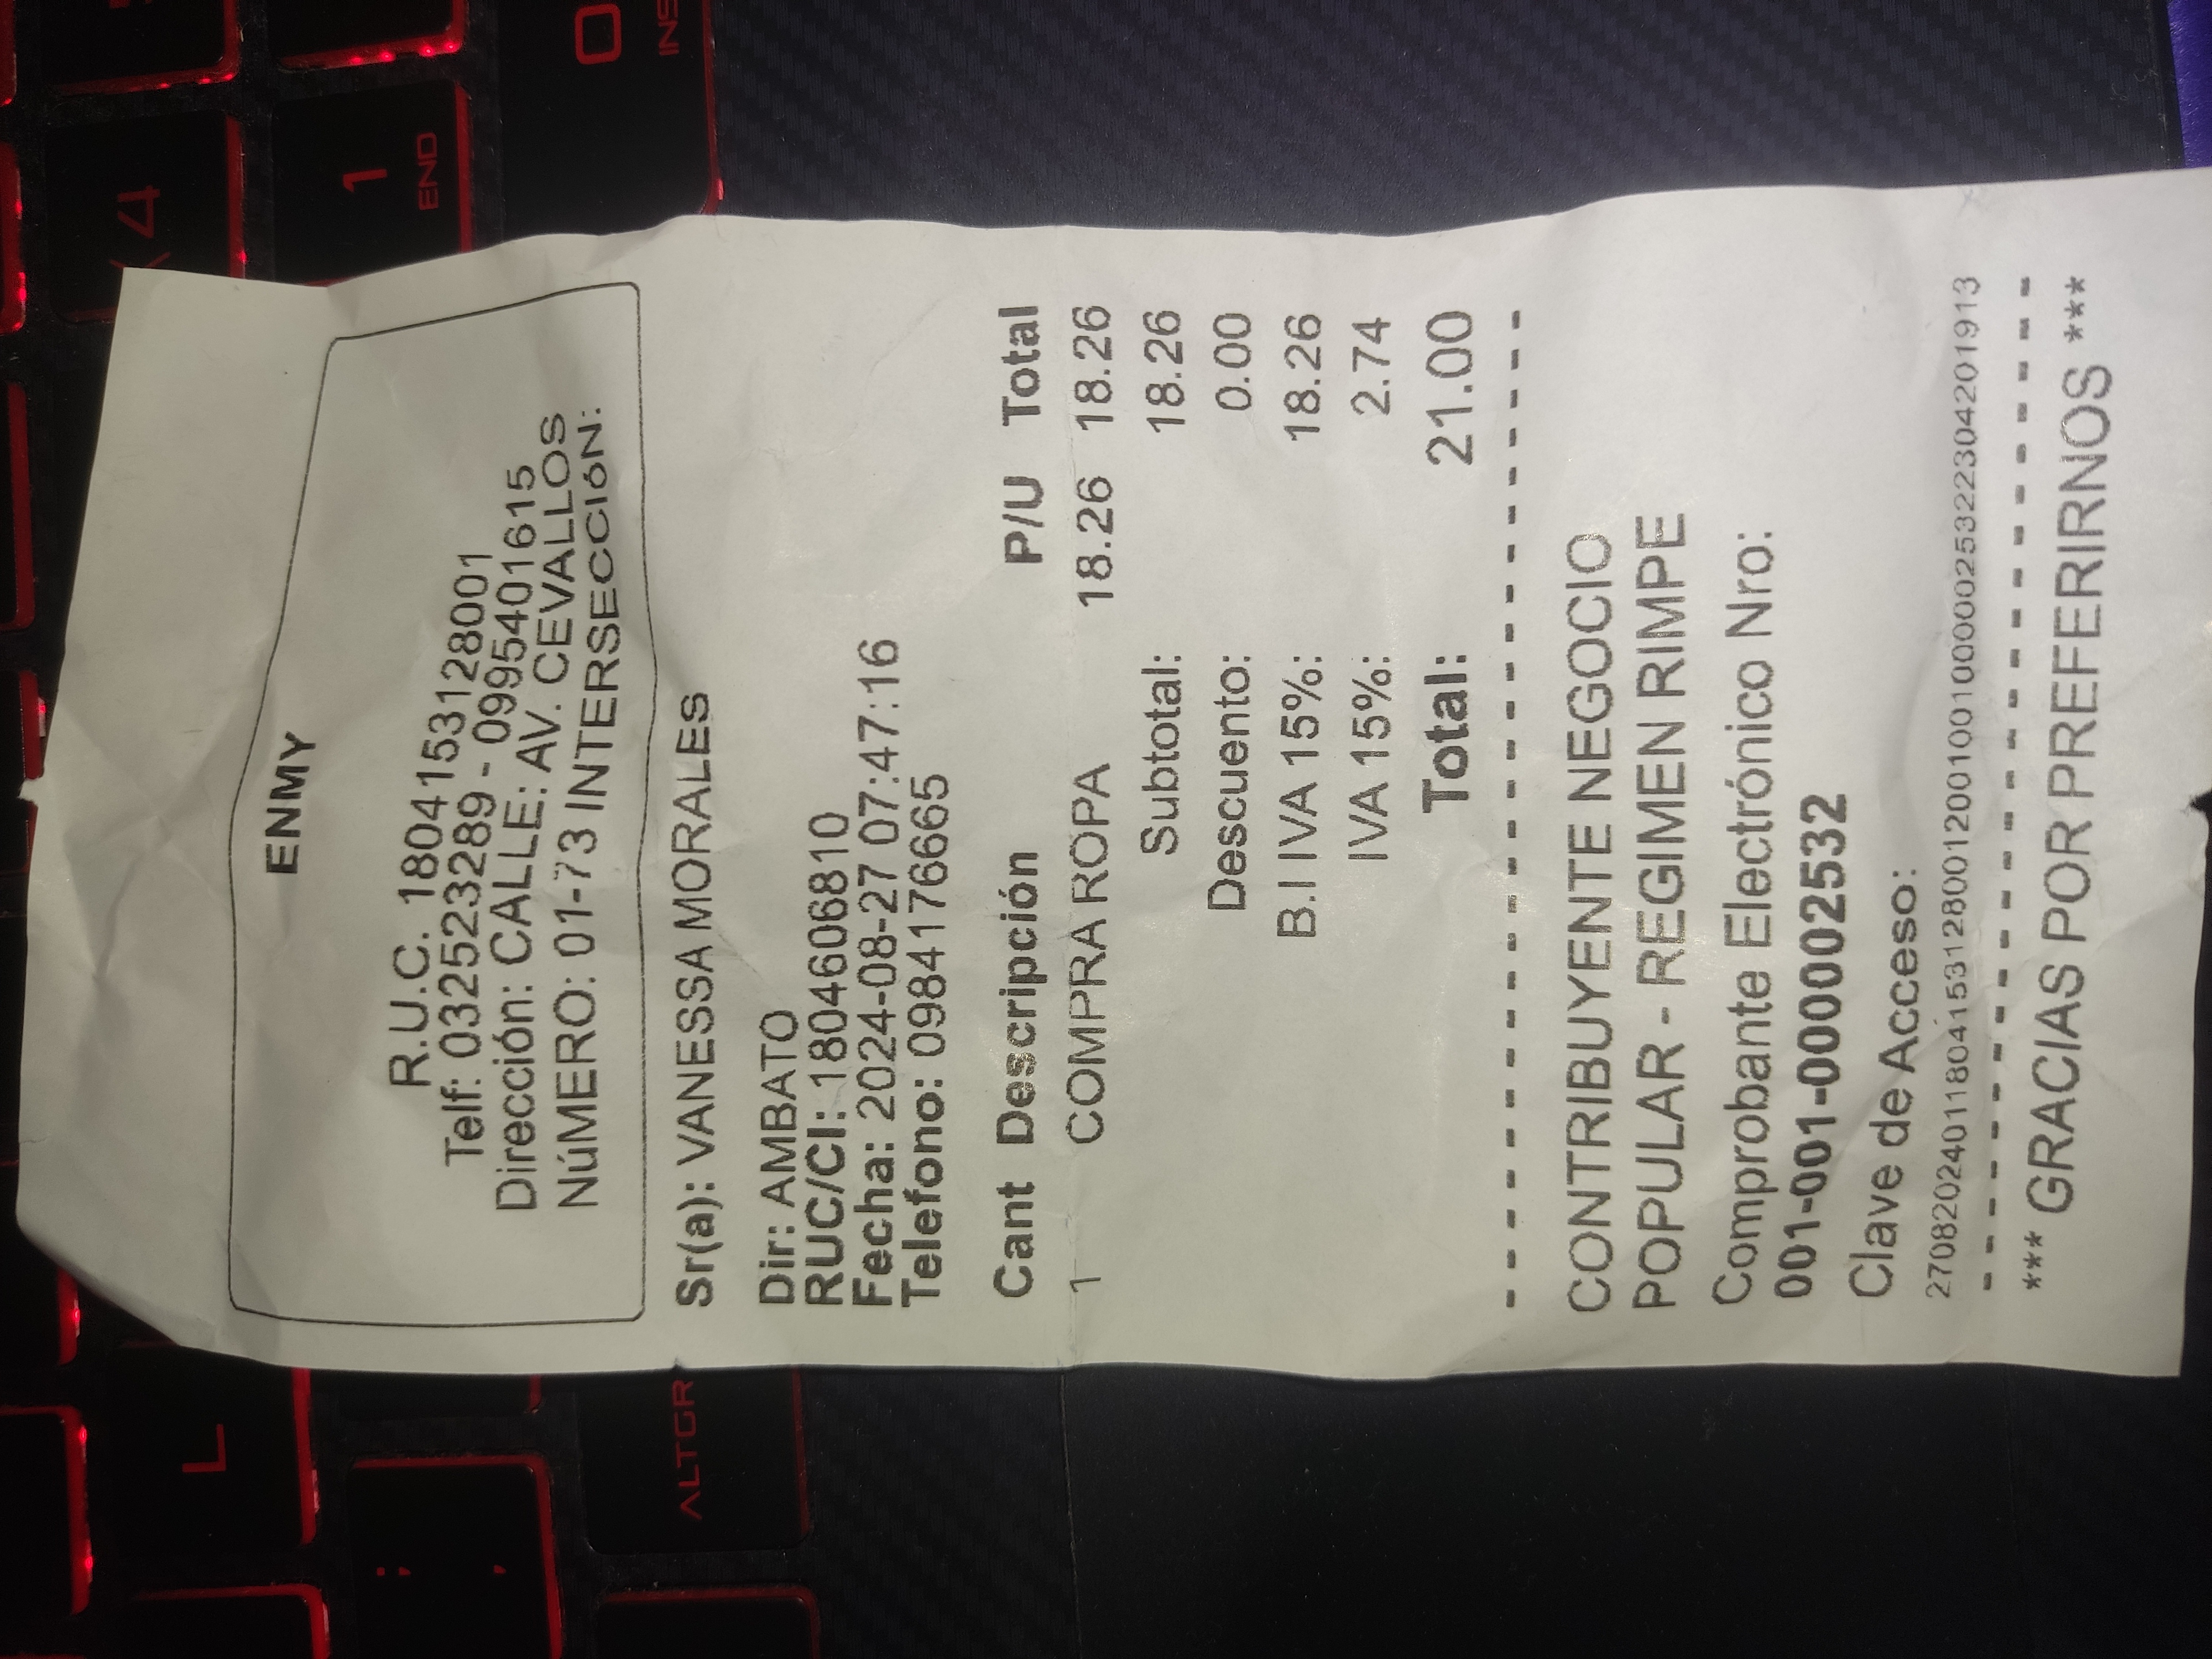 ENMY
R.U.C. 1804153128001
Telf: 032523289 - 0995401615
Dirección: CALLE: AV. CEVALLOS
NúMERO: 01-73 INTERSECCIóN:
Sr(a): VANESSA MORALES
Dir: AMBATO
RUC/CI: 1804606810
Fecha: 2024-08-27 07:47:16
Telefono: 0984176665
Cant Descripción P/U Total
1 COMPRA ROPA 18.26 18.26
Subtotal: 18.26
Descuento: 0.00
B.I IVA 15%: 18.26
IVA 15%: 2.74
Total: 21.00
CONTRIBUYENTE NEGOCIO
POPULAR - REGIMEN RIMPE
Comprobante Electrónico Nro:
001-001-000002532
Clave de Acceso:
2708202401180415312800120010010000025322304201913
*** GRACIAS POR PREFERIRNOS ***
L
;
,
ALTGR
\4
1
END
0
INS